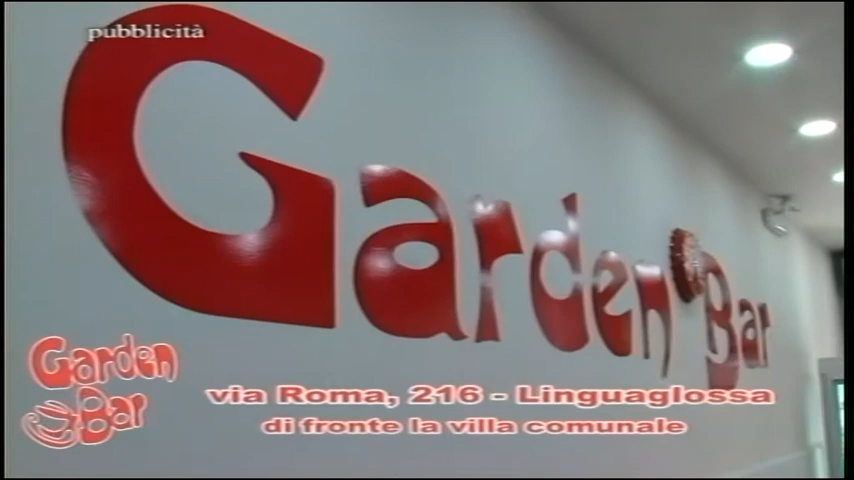 pubblicità
Garden Bar
Garden
Bar
via Roma, 216 - Linguaglossa
di fronte la villa comunale